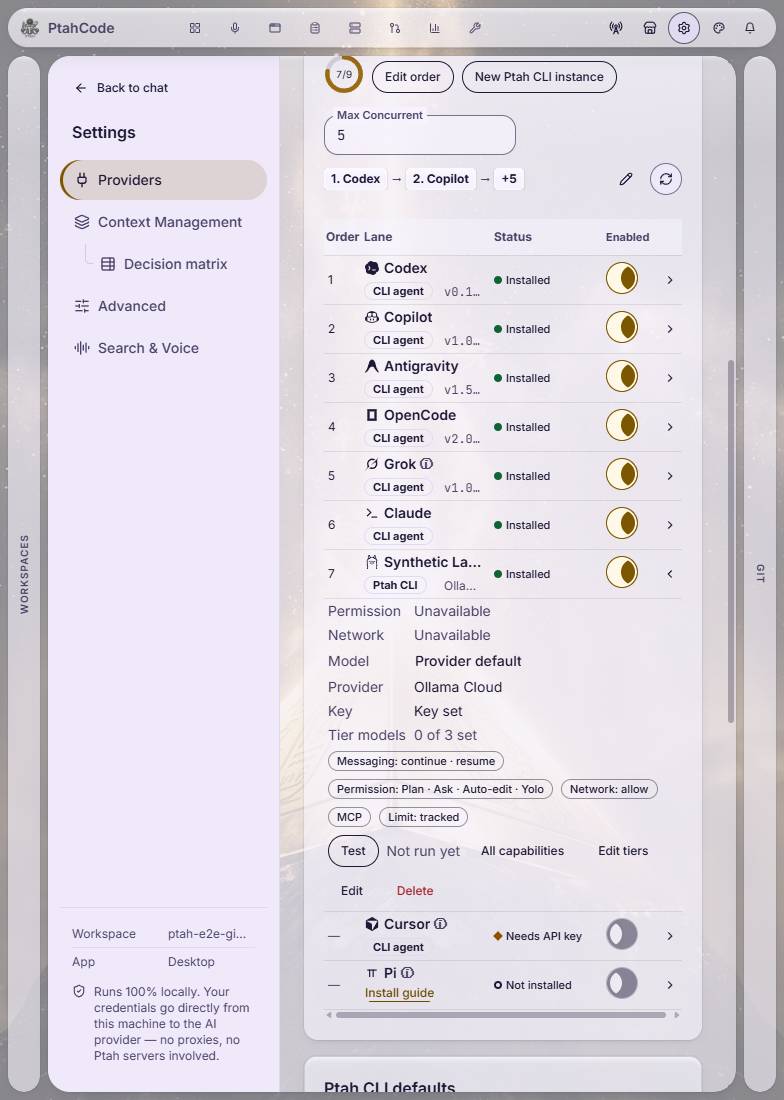 PtahCode
WORKSPACES
Back to chat
Settings
Providers
Context Management
Decision matrix
Advanced
Search & Voice
Workspace ptah-e2e-gi...
App Desktop
Runs 100% locally. Your
credentials go directly from
this machine to the AI
provider — no proxies, no
Ptah servers involved.
7/9 Edit order New Ptah CLI instance
Max Concurrent
5
1. Codex → 2. Copilot → +5
Order Lane Status Enabled
1 Codex Installed
CLI agent v0.1...
2 Copilot Installed
CLI agent v1.0...
3 Antigravity Installed
CLI agent v1.5...
4 OpenCode Installed
CLI agent v2.0...
5 Grok Installed
CLI agent v1.0...
6 Claude Installed
CLI agent
7 Synthetic La... Installed
Ptah CLI Olla...
Permission Unavailable
Network Unavailable
Model Provider default
Provider Ollama Cloud
Key Key set
Tier models 0 of 3 set
Messaging: continue · resume
Permission: Plan · Ask · Auto-edit · Yolo Network: allow
MCP Limit: tracked
Test Not run yet All capabilities Edit tiers
Edit Delete
— Cursor Needs API key
CLI agent
— Pi Not installed
Install guide
Ptah CLI defaults
GIT